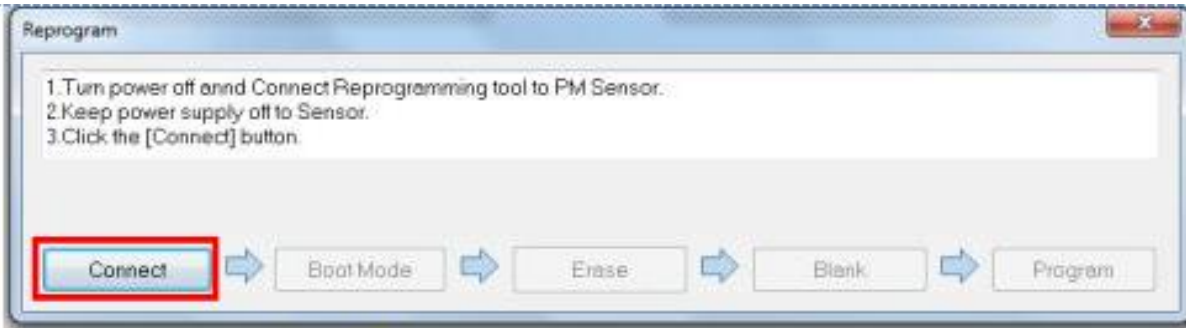 Reprogram
1.Turn power off annd Connect Reprogramming tool to PM Sensor.
2.Keep power supply off to Sensor.
3.Click the [Connect] button.
Connect Boot Mode Erase Blank Program